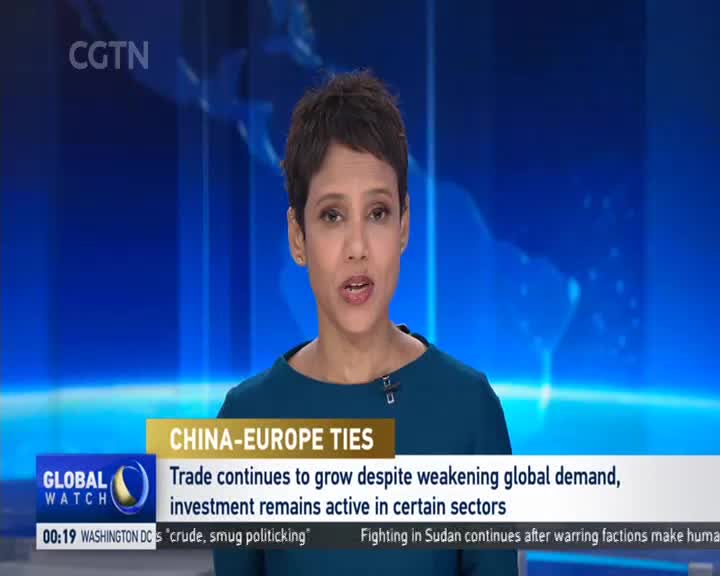 CGTN
CHINA-EUROPE TIES
Trade continues to grow despite weakening global demand,
investment remains active in certain sectors
GLOBAL
WATCH
00:19 WASHINGTON DC "crude, smug politicking" Fighting in Sudan continues after warring factions make